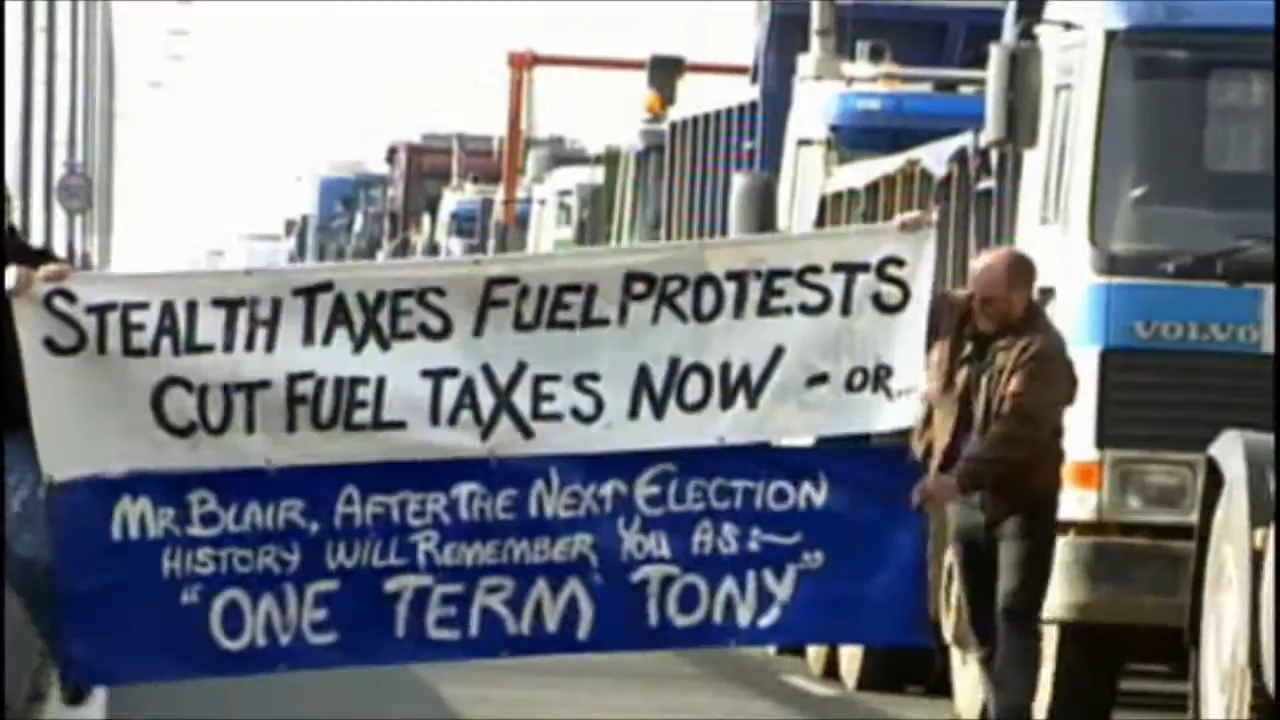 STEALTH TAXES FUEL PROTESTS
CUT FUEL TAXES NOW - OR...
MR BLAIR, AFTER THE NEXT ELECTION
HISTORY WILL REMEMBER YOU AS:~
"ONE TERM TONY"
VOLVO